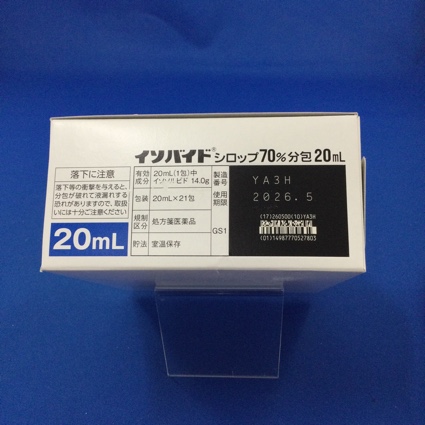 イソバイド®シロップ70%分包20mL
落下に注意
落下等の衝撃を与えると、
分包が破れて液漏れする
恐れがありますので、取扱
いには十分ご注意ください
20mL
有効成分 20mL(1包)中 イソソルビド 14.0g
包装 20mL×21包
規制区分 処方箋医薬品
貯法 室温保存
製造番号 YA3H
使用期限 2026.5
GS1
(17)260500(10)YA3H
(01)14987770527803